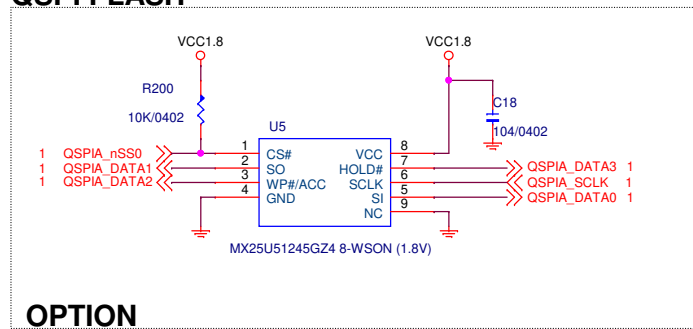 QSPI FLASH
VCC1.8
VCC1.8
R200
10K/0402
C18
104/0402
U5
1 QSPIA_nSS0 1 CS# VCC 8
1 QSPIA_DATA1 2 SO HOLD# 7 QSPIA_DATA3 1
1 QSPIA_DATA2 3 WP#/ACC SCLK 6 QSPIA_SCLK 1
4 GND SI 5 QSPIA_DATA0 1
NC 9
MX25U51245GZ4 8-WSON (1.8V)
OPTION